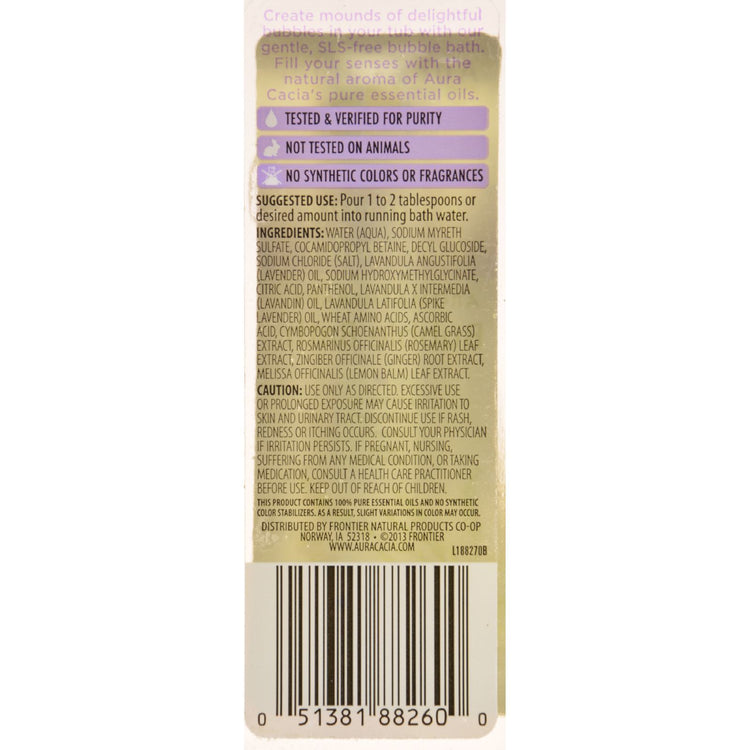 Create mounds of delightful
bubbles in your tub with our
gentle, SLS-free bubble bath.
Fill your senses with the
natural aroma of Aura
Cacia's pure essential oils.
TESTED & VERIFIED FOR PURITY
NOT TESTED ON ANIMALS
NO SYNTHETIC COLORS OR FRAGRANCES
SUGGESTED USE: Pour 1 to 2 tablespoons or
desired amount into running bath water.
INGREDIENTS: WATER (AQUA), SODIUM MYRETH
SULFATE, COCAMIDOPROPYL BETAINE, DECYL GLUCOSIDE,
SODIUM CHLORIDE (SALT), LAVANDULA ANGUSTIFOLIA
(LAVENDER) OIL, SODIUM HYDROXYMETHYLGLYCINATE,
CITRIC ACID, PANTHENOL, LAVANDULA X INTERMEDIA
(LAVANDIN) OIL, LAVANDULA LATIFOLIA (SPIKE
LAVENDER) OIL, WHEAT AMINO ACIDS, ASCORBIC
ACID, CYMBOPOGON SCHOENANTHUS (CAMEL GRASS)
EXTRACT, ROSMARINUS OFFICINALIS (ROSEMARY) LEAF
EXTRACT, ZINGIBER OFFICINALE (GINGER) ROOT EXTRACT,
MELISSA OFFICINALIS (LEMON BALM) LEAF EXTRACT.
CAUTION: USE ONLY AS DIRECTED. EXCESSIVE USE
OR PROLONGED EXPOSURE MAY CAUSE IRRITATION TO
SKIN AND URINARY TRACT. DISCONTINUE USE IF RASH,
REDNESS OR ITCHING OCCURS. CONSULT YOUR PHYSICIAN
IF IRRITATION PERSISTS. IF PREGNANT, NURSING,
SUFFERING FROM ANY MEDICAL CONDITION, OR TAKING
MEDICATION, CONSULT A HEALTH CARE PRACTITIONER
BEFORE USE. KEEP OUT OF REACH OF CHILDREN.
THIS PRODUCT CONTAINS 100% PURE ESSENTIAL OILS AND NO SYNTHETIC
COLOR STABILIZERS. AS A RESULT, SLIGHT VARIATIONS IN COLOR MAY OCCUR.
DISTRIBUTED BY FRONTIER NATURAL PRODUCTS CO-OP
NORWAY, IA 52318 • ©2013 FRONTIER
WWW.AURACACIA.COM
L188270B
0 51381 88260 0